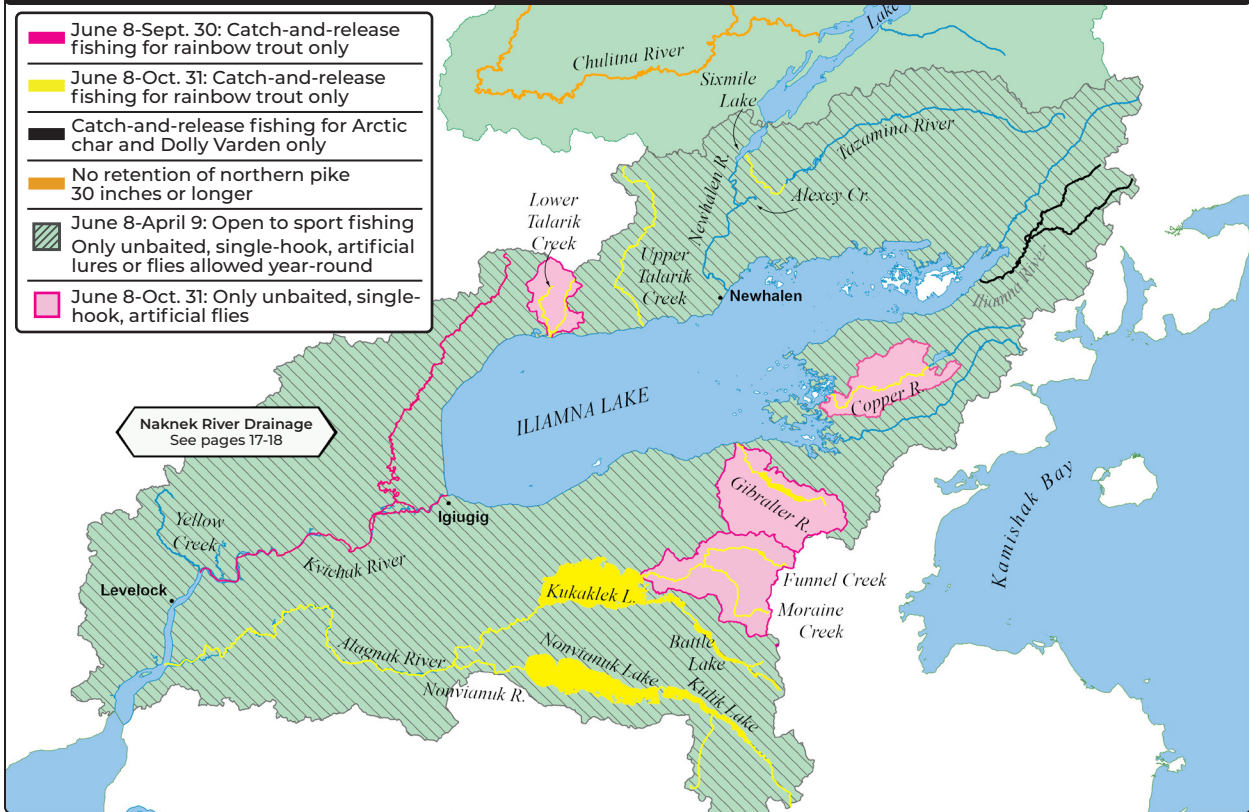 June 8-Sept. 30: Catch-and-release
fishing for rainbow trout only
June 8-Oct. 31: Catch-and-release
fishing for rainbow trout only
Catch-and-release fishing for Arctic
char and Dolly Varden only
No retention of northern pike
30 inches or longer
June 8-April 9: Open to sport fishing
Only unbaited, single-hook, artificial
lures or flies allowed year-round
June 8-Oct. 31: Only unbaited, single-
hook, artificial flies
Lake
Chulitna River
Sixmile
Lake
Tazamina River
Newhalen R.
Alexcy Cr.
Lower
Talarik
Creek
Upper
Talarik
Creek
Newhalen
Iliamna River
ILIAMNA LAKE
Copper R.
Naknek River Drainage
See pages 17-18
Gibralter R.
Igiugig
Yellow
Creek
Kvichak River
Levelock
Kukaklek L.
Funnel Creek
Moraine
Creek
Battle
Lake
Alagnak River
Nonvianuk Lake
Nonvianuk R.
Kulik Lake
Kamishak Bay